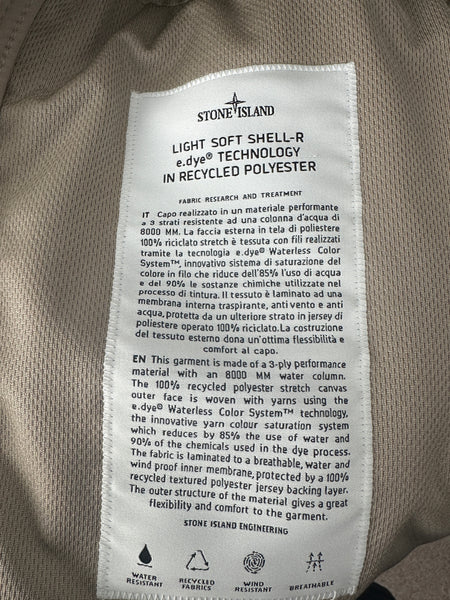 STONE ISLAND
LIGHT SOFT SHELL-R
e.dye® TECHNOLOGY
IN RECYCLED POLYESTER
FABRIC RESEARCH AND TREATMENT
IT Capo realizzato in un materiale performante
a 3 strati resistente ad una colonna d'acqua di
8000 MM. La faccia esterna in tela di poliestere
100% riciclato stretch è tessuta con fili realizzati
tramite la tecnologia e.dye® Waterless Color
System™, innovativo sistema di saturazione del
colore in filo che riduce dell'85% l'uso di acqua
e del 90% le sostanze chimiche utilizzate nel
processo di tintura. Il tessuto è laminato ad una
membrana interna traspirante, anti vento e anti
acqua, protetta da un ulteriore strato in jersey di
poliestere operato 100% riciclato. La costruzione
del tessuto esterno dona un'ottima flessibilità e
comfort al capo.
EN This garment is made of a 3-ply performance
material with an 8000 MM water column.
The 100% recycled polyester stretch canvas
outer face is woven with yarns using the
e.dye® Waterless Color System™ technology,
the innovative yarn colour saturation system
which reduces by 85% the use of water and
90% of the chemicals used in the dye process.
The fabric is laminated to a breathable, water and
wind proof inner membrane, protected by a 100%
recycled textured polyester jersey backing layer.
The outer structure of the material gives a great
flexibility and comfort to the garment.
STONE ISLAND ENGINEERING
WATER RESISTANT
RECYCLED FABRICS
WIND RESISTANT
BREATHABLE